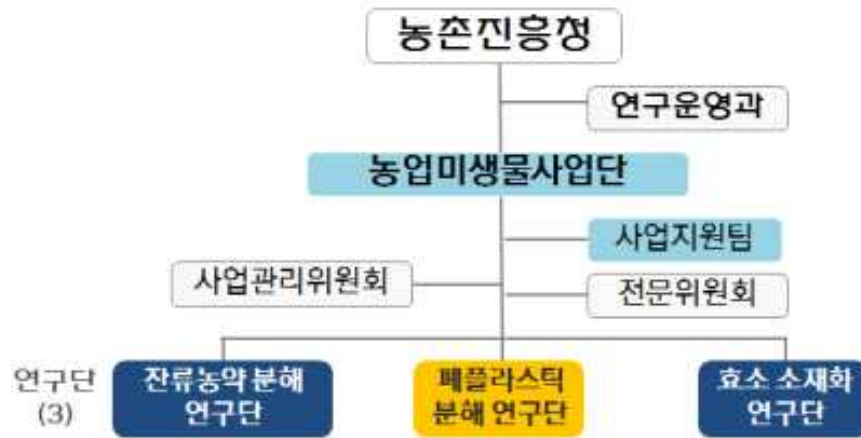 농촌진흥청
연구운영과
농업미생물사업단
사업지원팀
사업관리위원회
전문위원회
연구단
(3)
잔류농약 분해
연구단
폐플라스틱
분해 연구단
효소 소재화
연구단